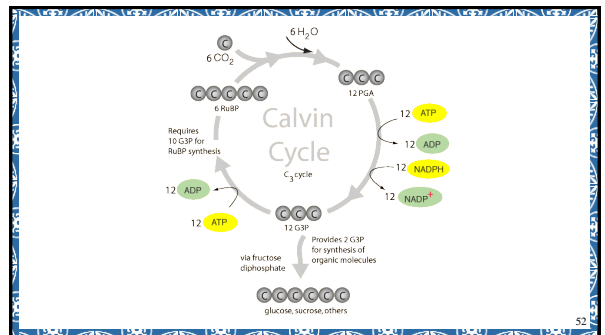 C
6 CO2
6 H2O
C C C
12 PGA
C C C C C
6 RuBP
Calvin
Cycle
C3 cycle
12 ATP
12 ADP
12 NADPH
12 NADP+
Requires
10 G3P for
RuBP synthesis
12 ADP
12 ATP
C C C
12 G3P
Provides 2 G3P
for synthesis of
organic molecules
via fructose
diphosphate
C C C C C C
glucose, sucrose, others
52